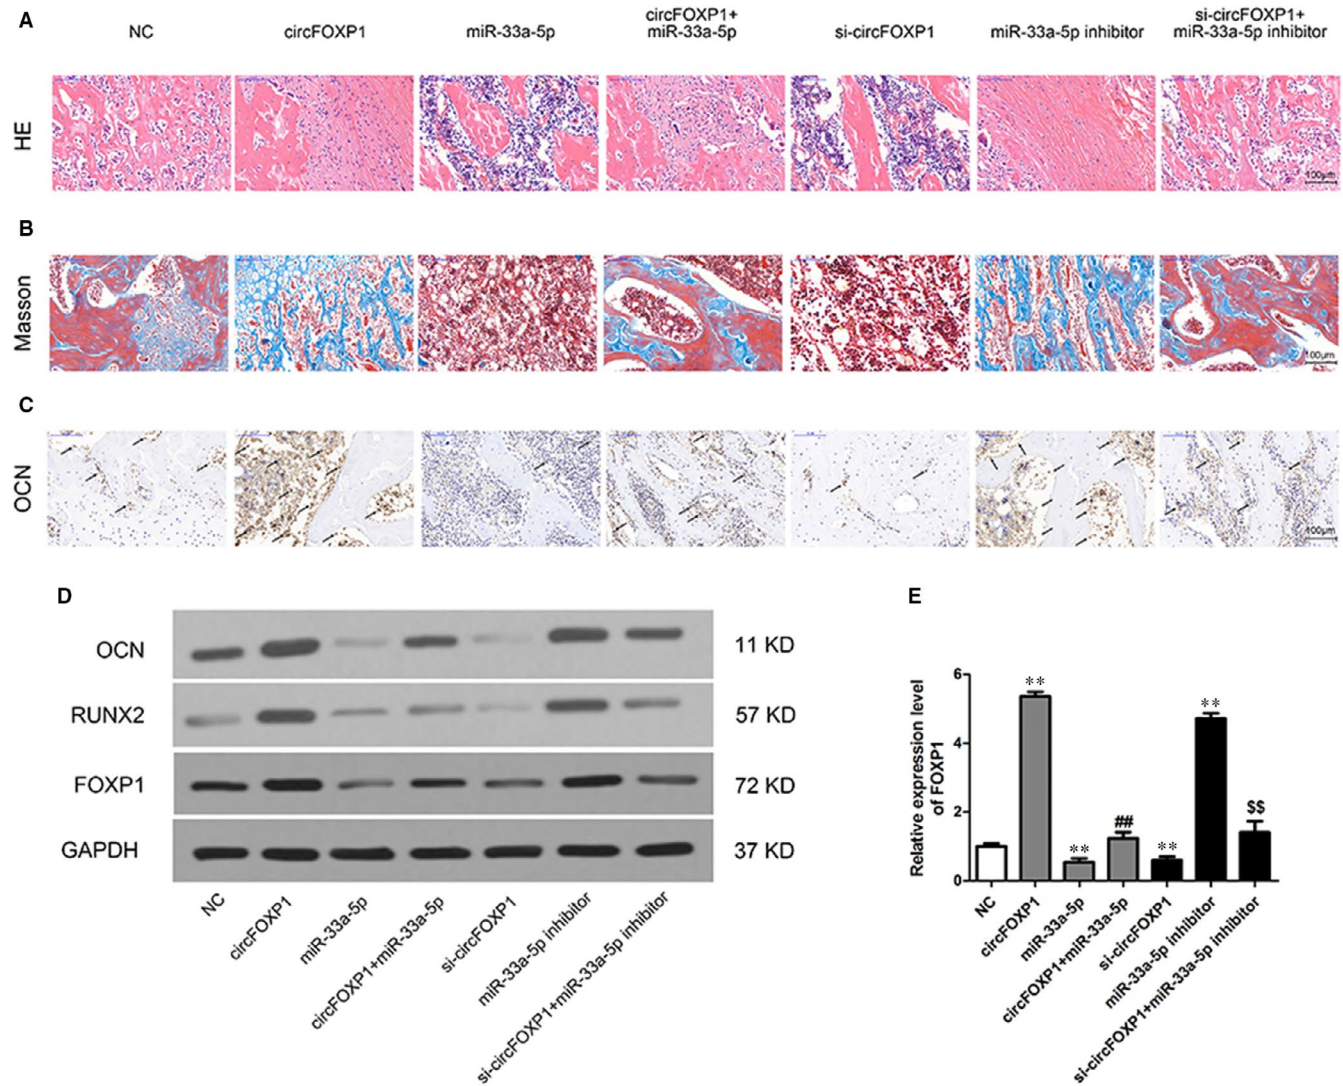 A
NC
circFOXP1
miR-33a-5p
circFOXP1+
miR-33a-5p
si-circFOXP1
miR-33a-5p inhibitor
si-circFOXP1+
miR-33a-5p inhibitor
HE
100μm
B
Masson
100μm
C
OCN
100μm
D
OCN
11 KD
RUNX2
57 KD
FOXP1
72 KD
GAPDH
37 KD
NC
circFOXP1
miR-33a-5p
circFOXP1+miR-33a-5p
si-circFOXP1
miR-33a-5p inhibitor
si-circFOXP1+miR-33a-5p inhibitor
E
Relative expression level
of FOXP1
6
4
2
0
**
**
##
**
**
$$
NC
circFOXP1
miR-33a-5p
circFOXP1+miR-33a-5p
si-circFOXP1
miR-33a-5p inhibitor
si-circFOXP1+miR-33a-5p inhibitor